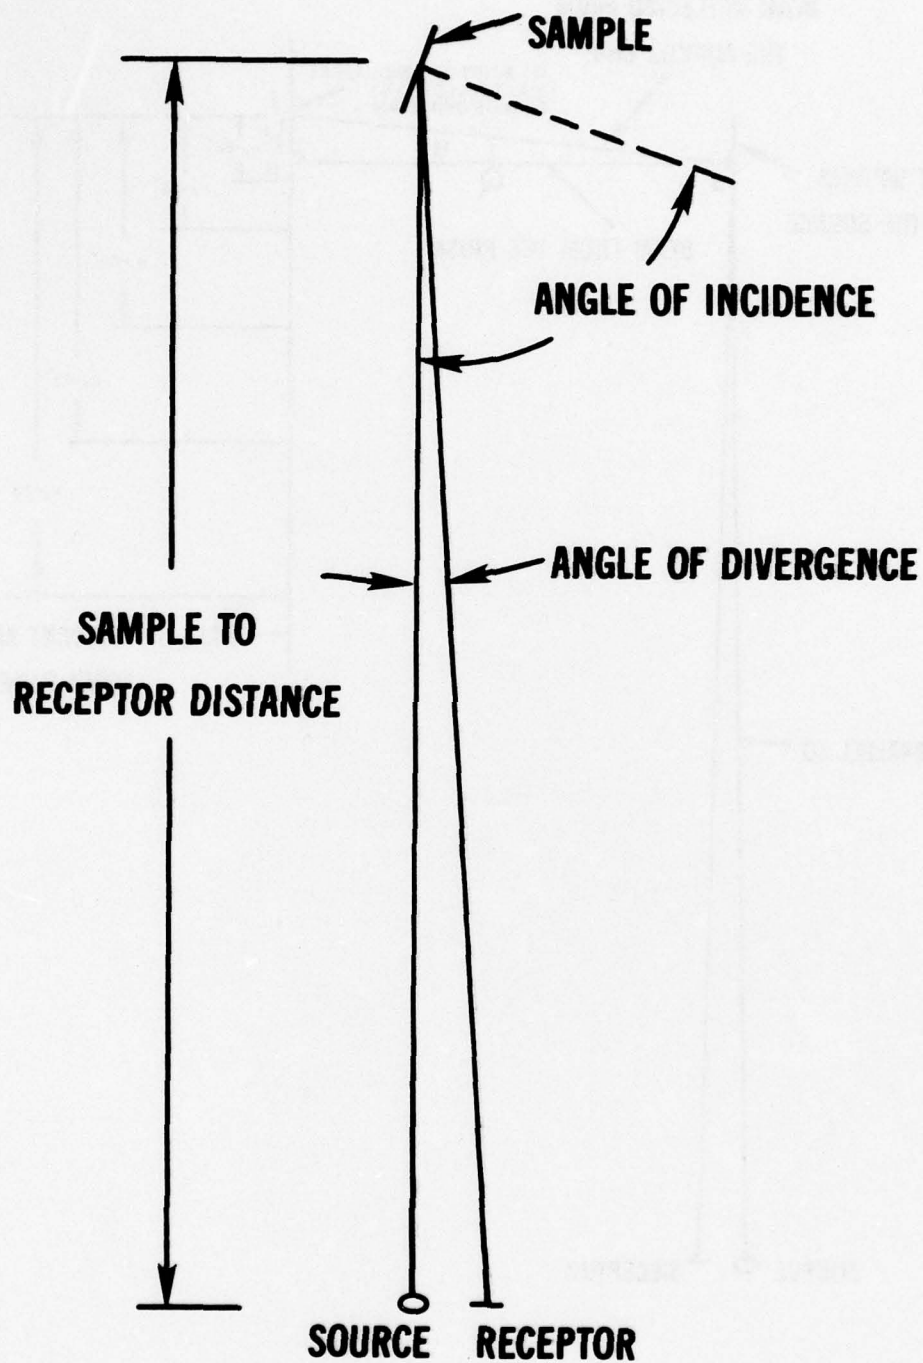 SAMPLE
ANGLE OF INCIDENCE
ANGLE OF DIVERGENCE
SAMPLE TO
RECEPTOR DISTANCE
SOURCE RECEPTOR